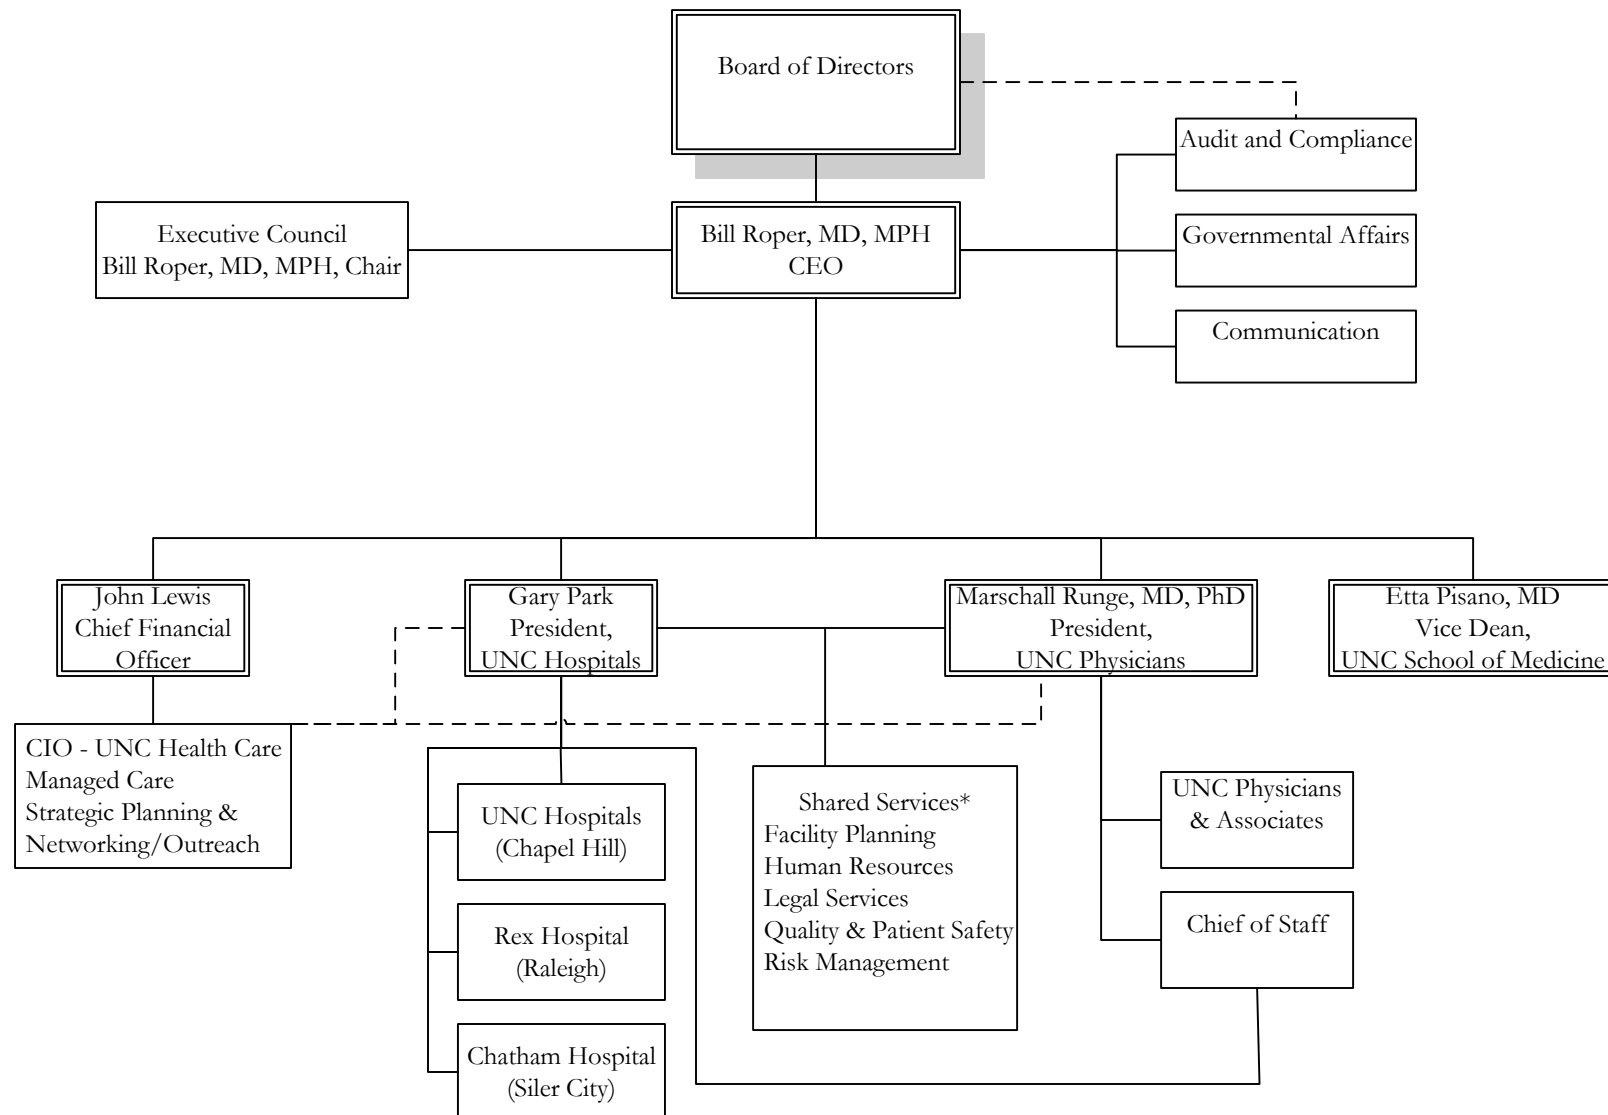 Board of Directors
Audit and Compliance
Executive Council
Bill Roper, MD, MPH, Chair
Bill Roper, MD, MPH
CEO
Governmental Affairs
Communication
John Lewis
Chief Financial
Officer
Gary Park
President,
UNC Hospitals
Marschall Runge, MD, PhD
President,
UNC Physicians
Etta Pisano, MD
Vice Dean,
UNC School of Medicine
CIO - UNC Health Care
Managed Care
Strategic Planning &
Networking/Outreach
UNC Hospitals
(Chapel Hill)
Rex Hospital
(Raleigh)
Chatham Hospital
(Siler City)
Shared Services*
Facility Planning
Human Resources
Legal Services
Quality & Patient Safety
Risk Management
UNC Physicians
& Associates
Chief of Staff